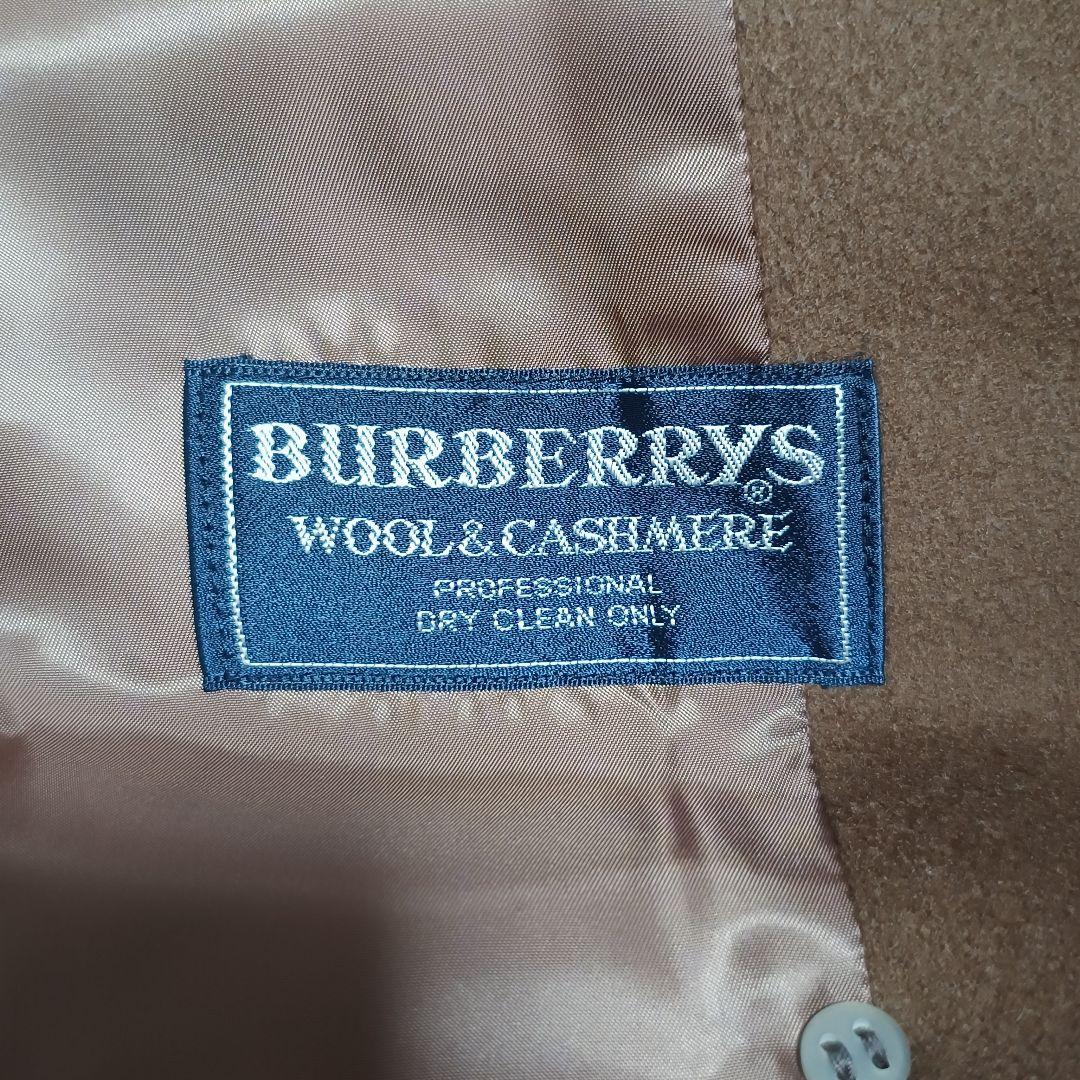 BURBERRYS®
WOOL&CASHMERE
PROFESSIONAL
DRY CLEAN ONLY